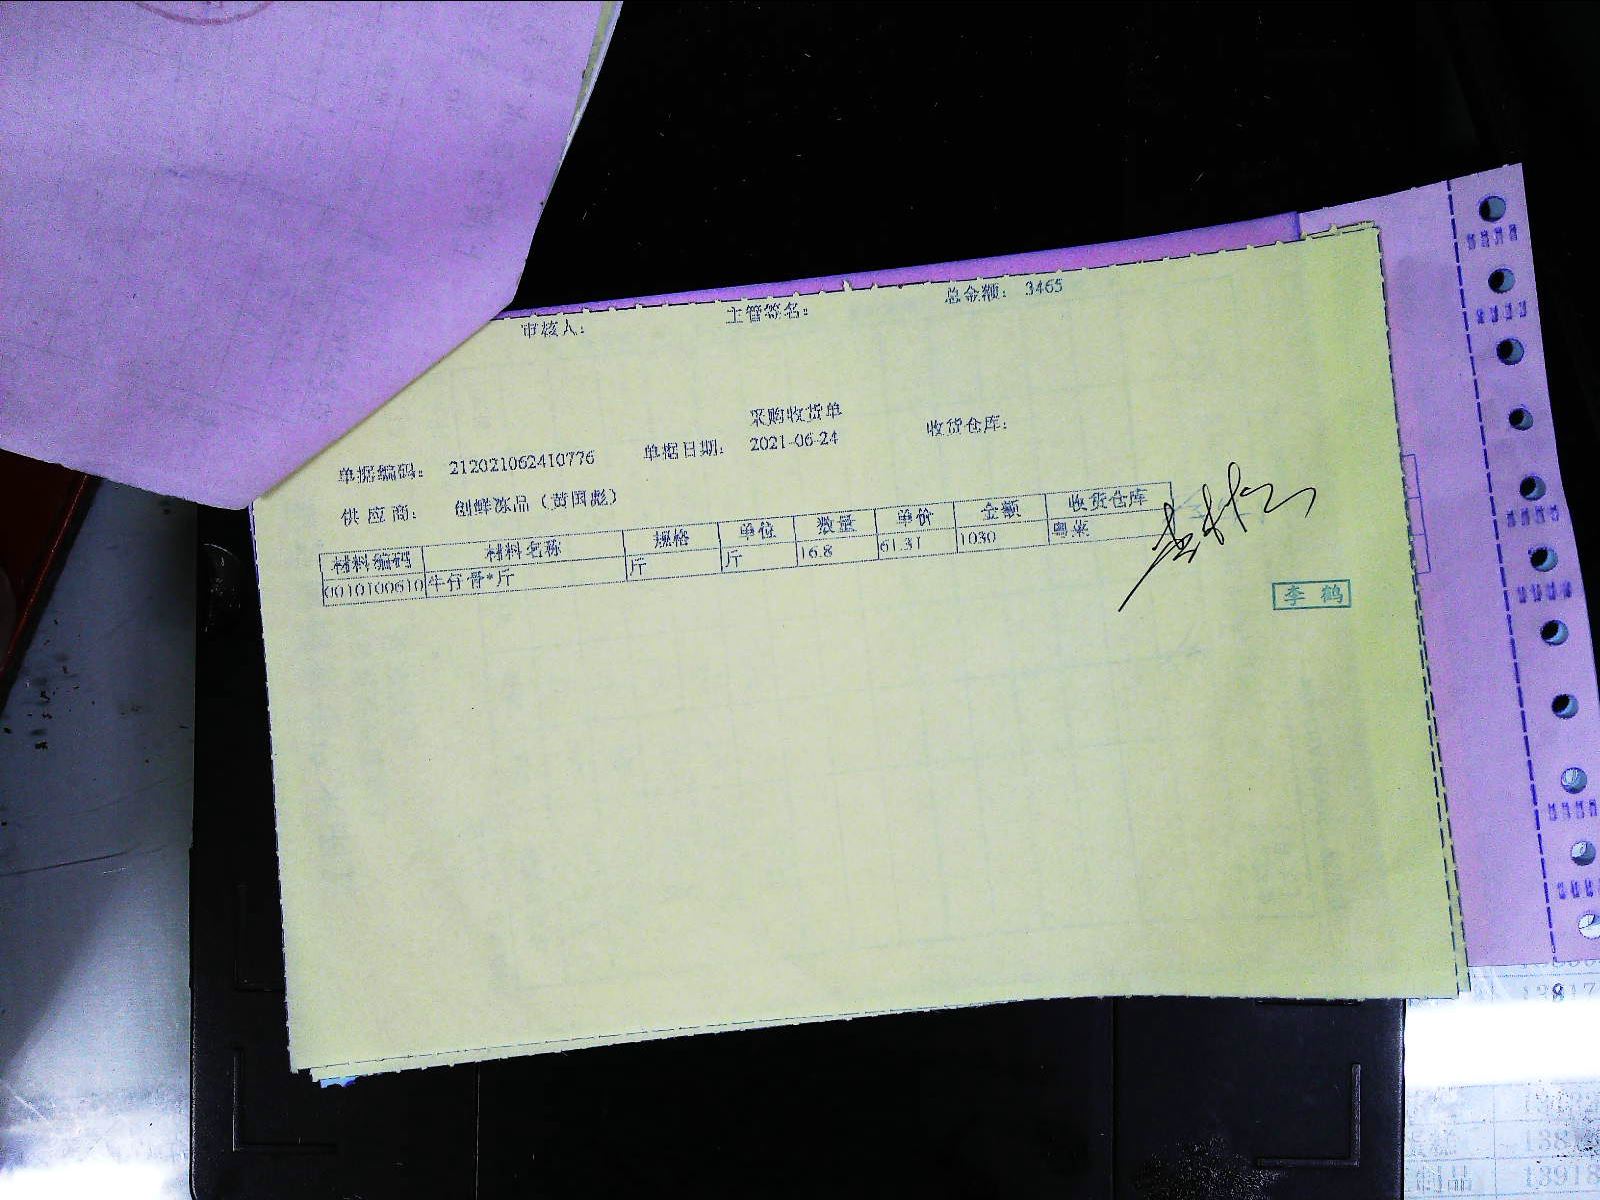 审核人： 主管签名： 总金额： 3465
采购收货单
单据编码： 212021062410776 单据日期： 2021-06-24 收货仓库：
供 应 商： 创鲜冻品（黄国彪）
材料编码 材料名称 规格 单位 数量 单价 金额 收货仓库
0010100610 牛仔骨*斤 斤 斤 16.8 61.31 1030 粤菜
李 鹤
制品 13918